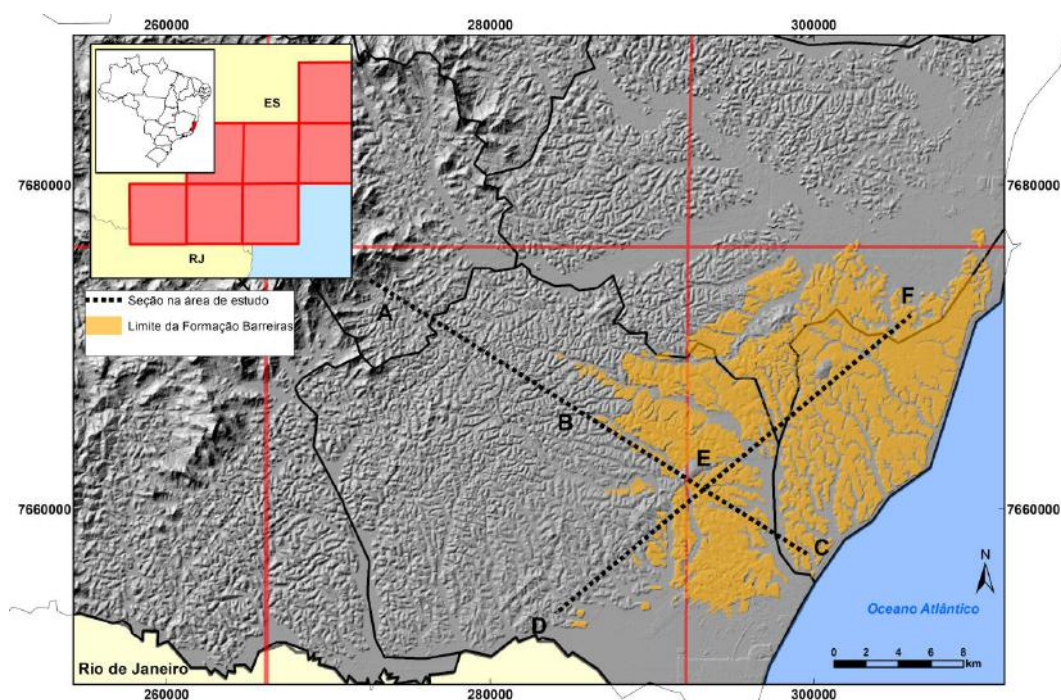 260000
280000
300000
ES
RJ
7680000
7680000
Seção na área de estudo
Limite da Formação Barreiras
A
F
B
E
7660000
7660000
C
N
D
Oceano Atlântico
Rio de Janeiro
0 2 4 6 8
km
260000
280000
300000